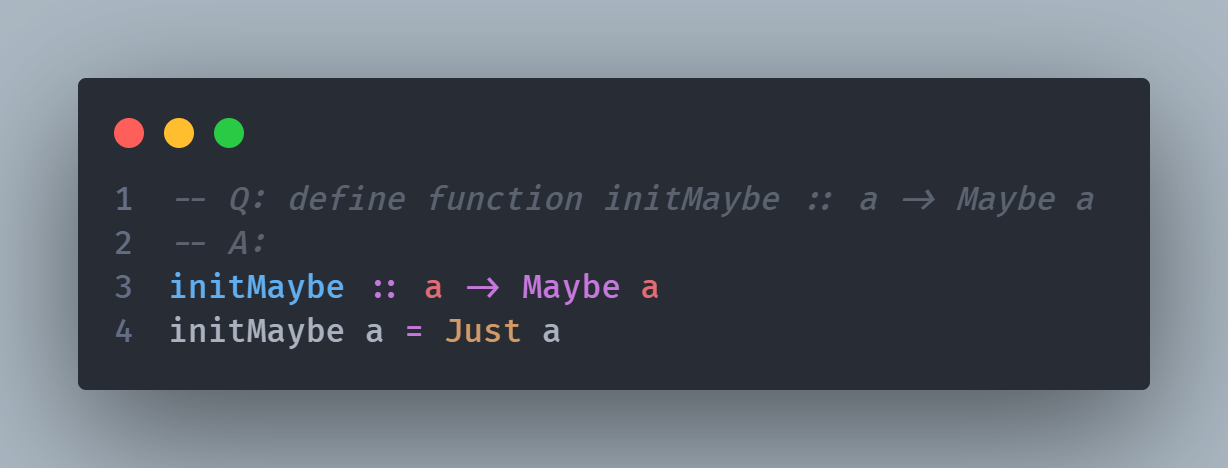 1 -- Q: define function initMaybe :: a -> Maybe a
2 -- A:
3 initMaybe :: a -> Maybe a
4 initMaybe a = Just a